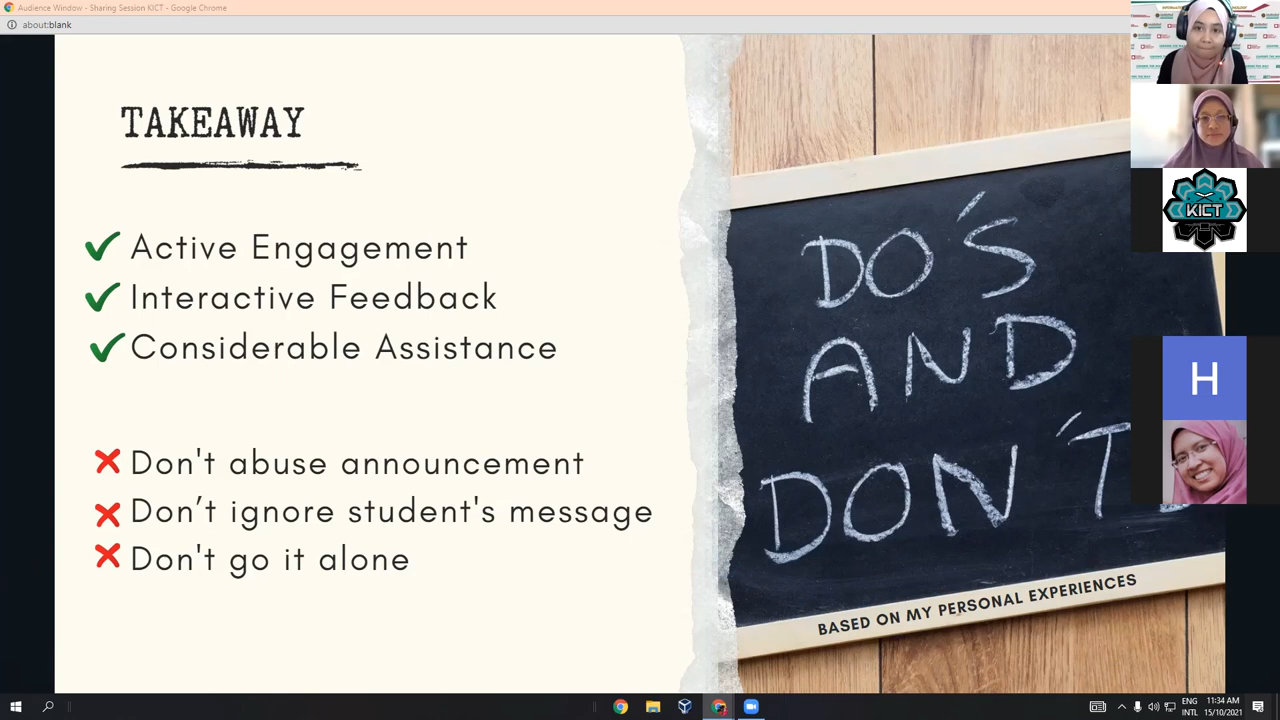 Audience Window - Sharing Session KICT - Google Chrome
about:blank
TAKEAWAY
Active Engagement
Interactive Feedback
Considerable Assistance
Don't abuse announcement
Don’t ignore student's message
Don't go it alone
DO'S
AND
DON'T
BASED ON MY PERSONAL EXPERIENCES
KICT
H
ENG
INTL
11:34 AM
15/10/2021